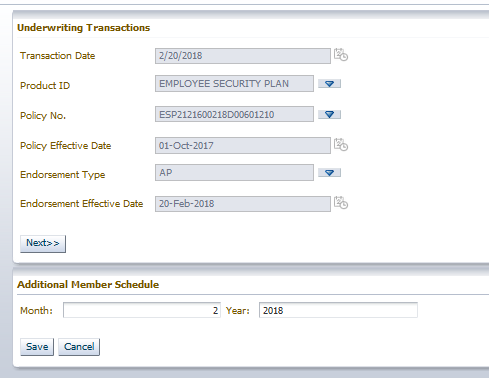 Underwriting Transactions
Transaction Date 2/20/2018
Product ID EMPLOYEE SECURITY PLAN
Policy No. ESP2121600218D00601210
Policy Effective Date 01-Oct-2017
Endorsement Type AP
Endorsement Effective Date 20-Feb-2018
Next>>
Additional Member Schedule
Month: 2 Year: 2018
Save Cancel